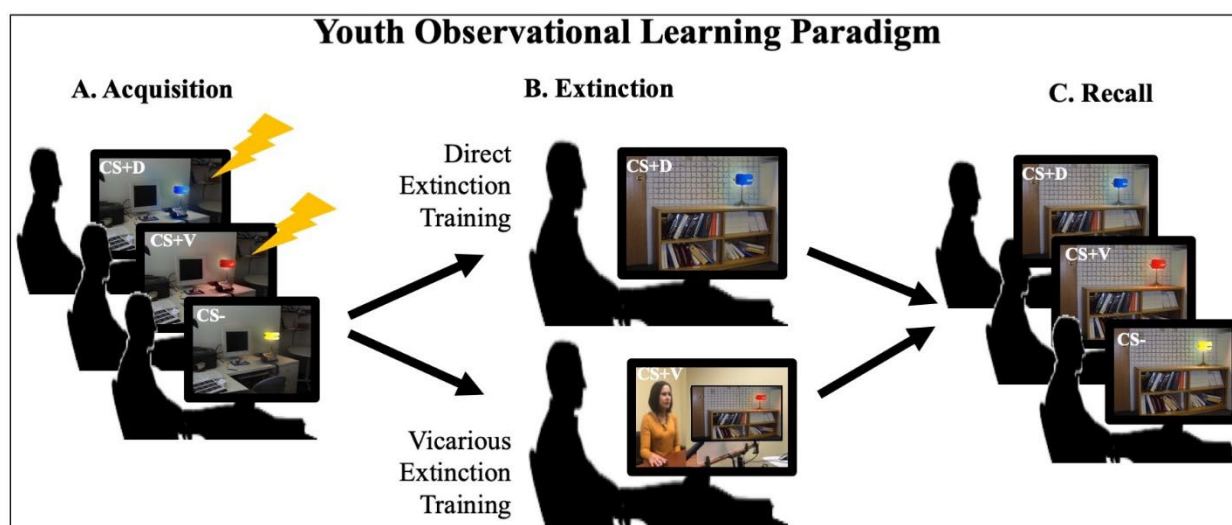 Youth Observational Learning Paradigm
A. Acquisition
B. Extinction
C. Recall
CS+D
CS+V
CS-
Direct
Extinction
Training
CS+D
Vicarious
Extinction
Training
CS+V
CS+D
CS+V
CS-